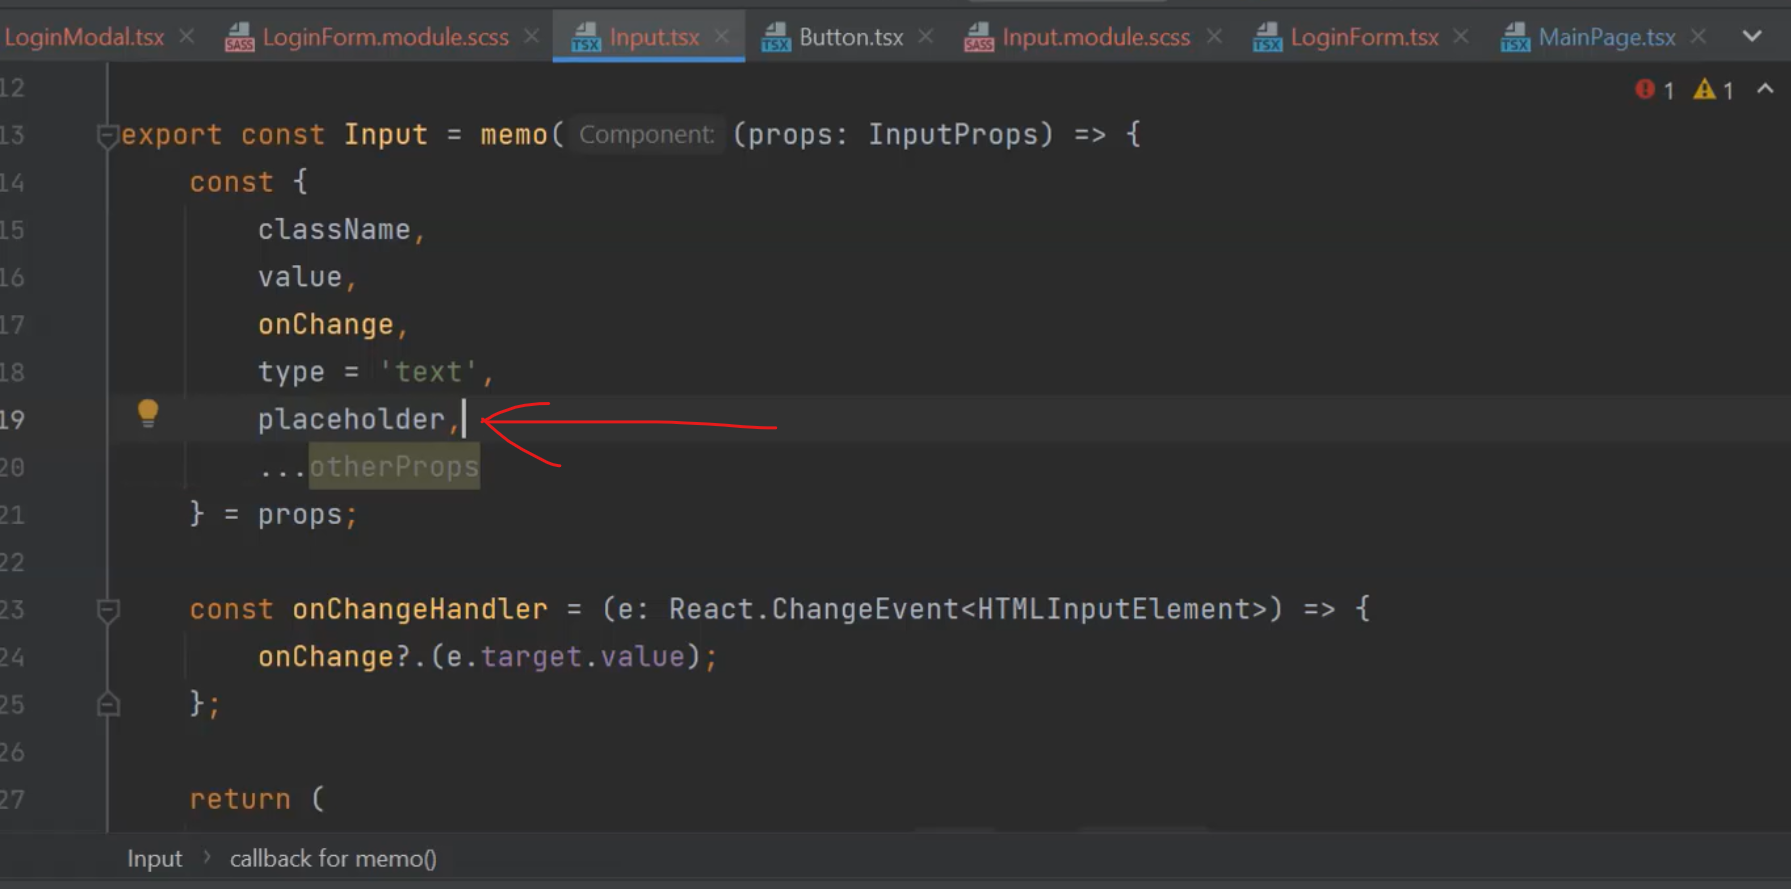 LoginModal.tsx LoginForm.module.scss Input.tsx Button.tsx Input.module.scss LoginForm.tsx MainPage.tsx
12 1 1
13 export const Input = memo( Component: (props: InputProps) => {
14 const {
15 className,
16 value,
17 onChange,
18 type = 'text',
19 placeholder,
20 ...otherProps
21 } = props;
22
23 const onChangeHandler = (e: React.ChangeEvent<HTMLInputElement>) => {
24 onChange?.(e.target.value);
25 };
26
27 return (
Input › callback for memo()